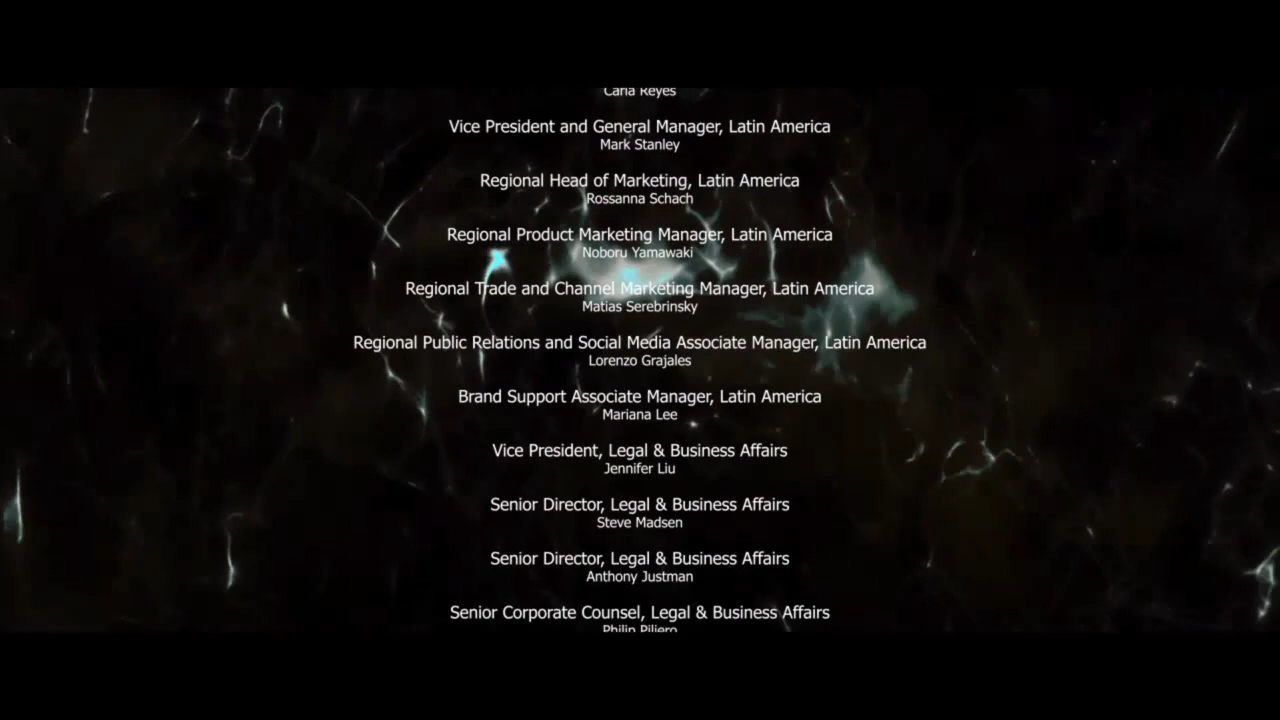 Carla Reyes
Vice President and General Manager, Latin America
Mark Stanley
Regional Head of Marketing, Latin America
Rossanna Schach
Regional Product Marketing Manager, Latin America
Noboru Yamawaki
Regional Trade and Channel Marketing Manager, Latin America
Matias Serebrinsky
Regional Public Relations and Social Media Associate Manager, Latin America
Lorenzo Grajales
Brand Support Associate Manager, Latin America
Mariana Lee
Vice President, Legal & Business Affairs
Jennifer Liu
Senior Director, Legal & Business Affairs
Steve Madsen
Senior Director, Legal & Business Affairs
Anthony Justman
Senior Corporate Counsel, Legal & Business Affairs
Philip Piliero